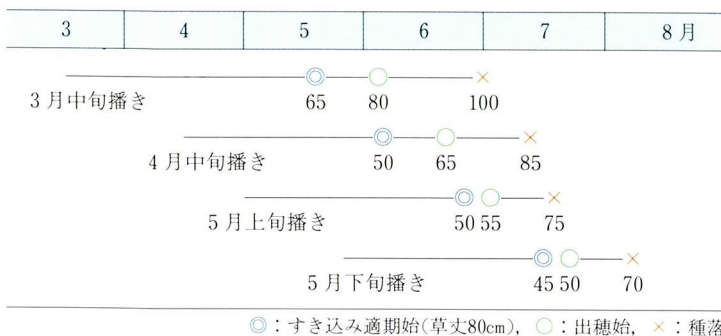 3 4 5 6 7 8月
3月中旬播き 65 80 100
4月中旬播き 50 65 85
5月上旬播き 50 55 75
5月下旬播き 45 50 70
◎:すき込み適期始(草丈80cm), ○:出穂始, ×:種落